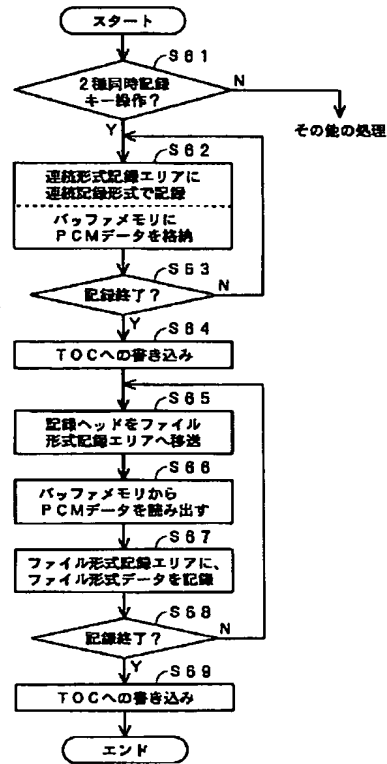 スタート
S61
2種同時記録
キー操作?
N
Y
その他の処理
S62
連続形式記録エリアに
連続記録形式で記録
バッファメモリに
PCMデータを格納
S63
記録終了?
N
Y
S64
TOCへの書き込み
S65
記録ヘッドをファイル
形式記録エリアへ移送
S66
バッファメモリから
PCMデータを読み出す
S67
ファイル形式記録エリアに、
ファイル形式データを記録
S68
記録終了?
N
Y
S69
TOCへの書き込み
エンド